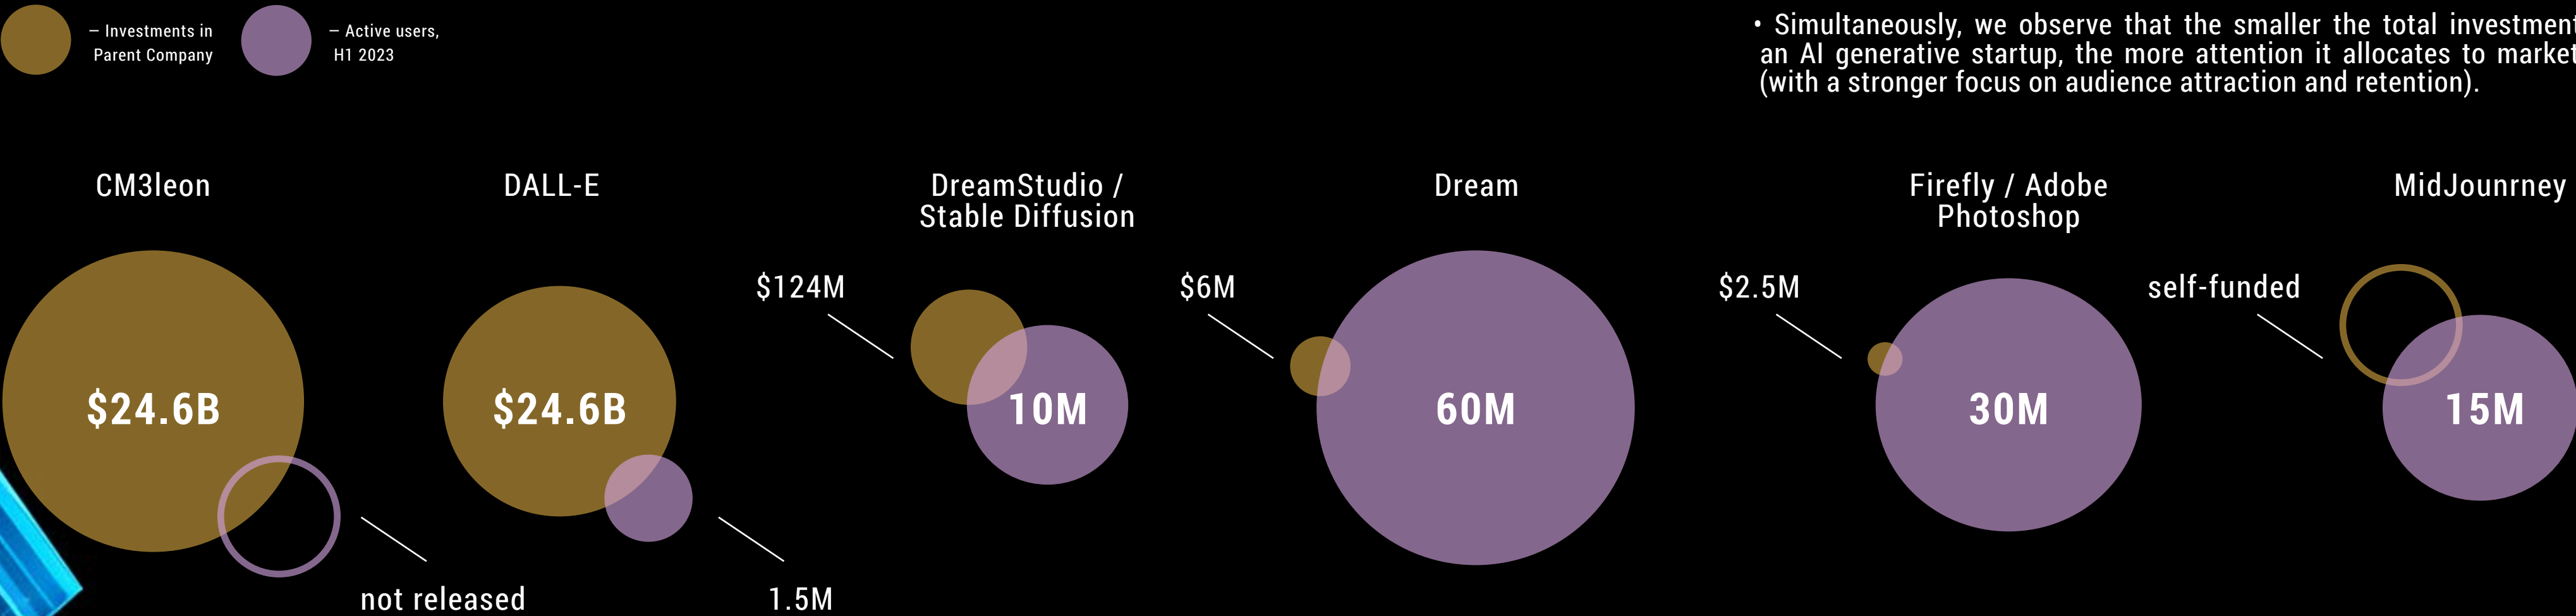 — Investments in
Parent Company
— Active users,
H1 2023
• Simultaneously, we observe that the smaller the total investment
an AI generative startup, the more attention it allocates to market
(with a stronger focus on audience attraction and retention).
CM3leon
$24.6B
not released
DALL-E
$24.6B
1.5M
DreamStudio /
Stable Diffusion
$124M
10M
Dream
$6M
60M
Firefly / Adobe
Photoshop
$2.5M
30M
MidJounrney
self-funded
15M